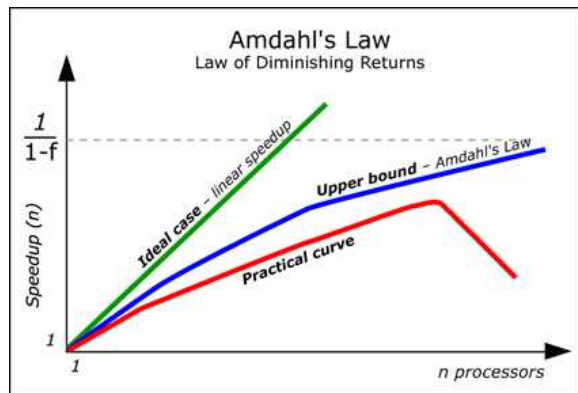 Amdahl's Law
Law of Diminishing Returns
1
1-f
Ideal case – linear speedup
Upper bound – Amdahl's Law
Practical curve
Speedup (n)
1
1
n processors